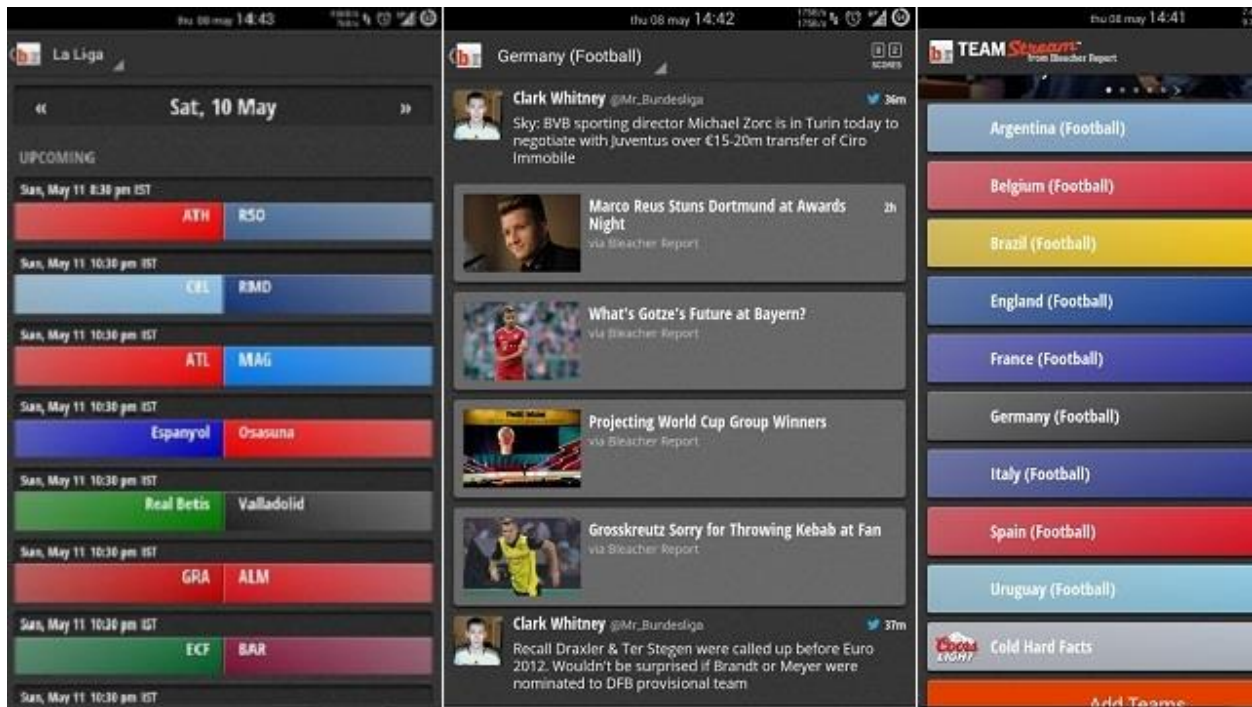 thu 08 may 14:43
La Liga
«
Sat, 10 May
»
UPCOMING
Sun, May 11 8:30 pm IST
ATH
RSO
Sun, May 11 10:30 pm IST
CEL
RMD
Sun, May 11 10:30 pm IST
ATL
MAG
Sun, May 11 10:30 pm IST
Espanyol
Osasuna
Sun, May 11 10:30 pm IST
Real Betis
Valladolid
Sun, May 11 10:30 pm IST
GRA
ALM
Sun, May 11 10:30 pm IST
ECF
BAR
Sun, May 11 10:30 pm IST
thu 08 may 14:42
Germany (Football)
SCORES
Clark Whitney @Mr_Bundesliga
36m
Sky: BVB sporting director Michael Zorc is in Turin today to
negotiate with Juventus over €15-20m transfer of Ciro
Immobile
Marco Reus Stuns Dortmund at Awards
Night
2h
via Bleacher Report
What's Gotze's Future at Bayern?
via Bleacher Report
Projecting World Cup Group Winners
via Bleacher Report
Grosskreutz Sorry for Throwing Kebab at Fan
via Bleacher Report
Clark Whitney @Mr_Bundesliga
37m
Recall Draxler & Ter Stegen were called up before Euro
2012. Wouldn't be surprised if Brandt or Meyer were
nominated to DFB provisional team
thu 08 may 14:41
TEAM Stream
from Bleacher Report
Argentina (Football)
Belgium (Football)
Brazil (Football)
England (Football)
France (Football)
Germany (Football)
Italy (Football)
Spain (Football)
Uruguay (Football)
Coors
LIGHT
Cold Hard Facts
Add Teams